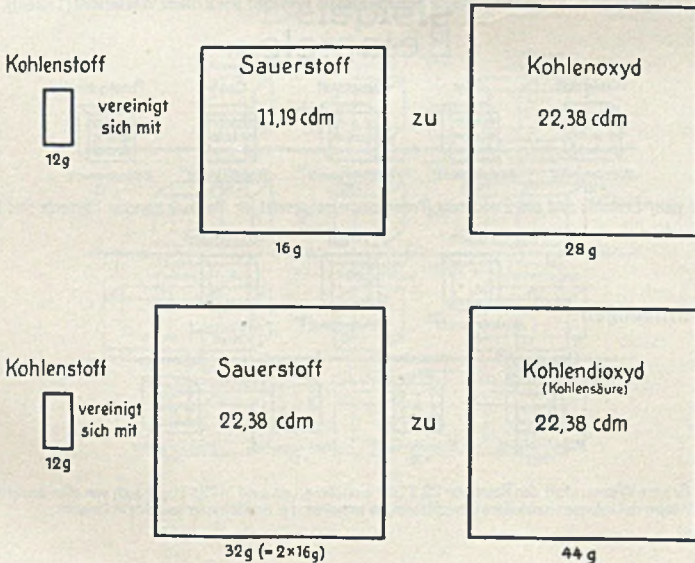 Kohlenstoff
12g
vereinigt
sich mit
Sauerstoff
11,19 cdm
16 g
zu
Kohlenoxyd
22,38 cdm
28 g
Kohlenstoff
12g
vereinigt
sich mit
Sauerstoff
22,38 cdm
32g (=2×16g)
zu
Kohlendioxyd
(Kohlensäure)
22,38 cdm
44 g